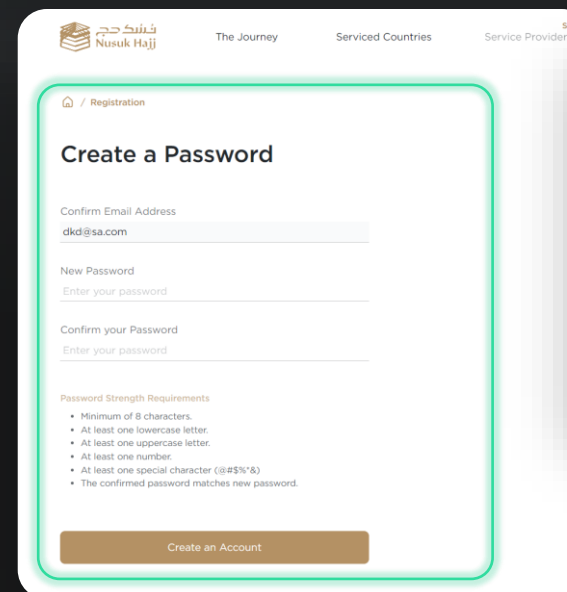 نسك حج
Nusuk Hajj
The Journey
Serviced Countries
Service Provider
/ Registration
Create a Password
Confirm Email Address
dkd@sa.com
New Password
Enter your password
Confirm your Password
Enter your password
Password Strength Requirements
• Minimum of 8 characters.
• At least one lowercase letter.
• At least one uppercase letter.
• At least one number.
• At least one special character (@#$%*&)
• The confirmed password matches new password.
Create an Account